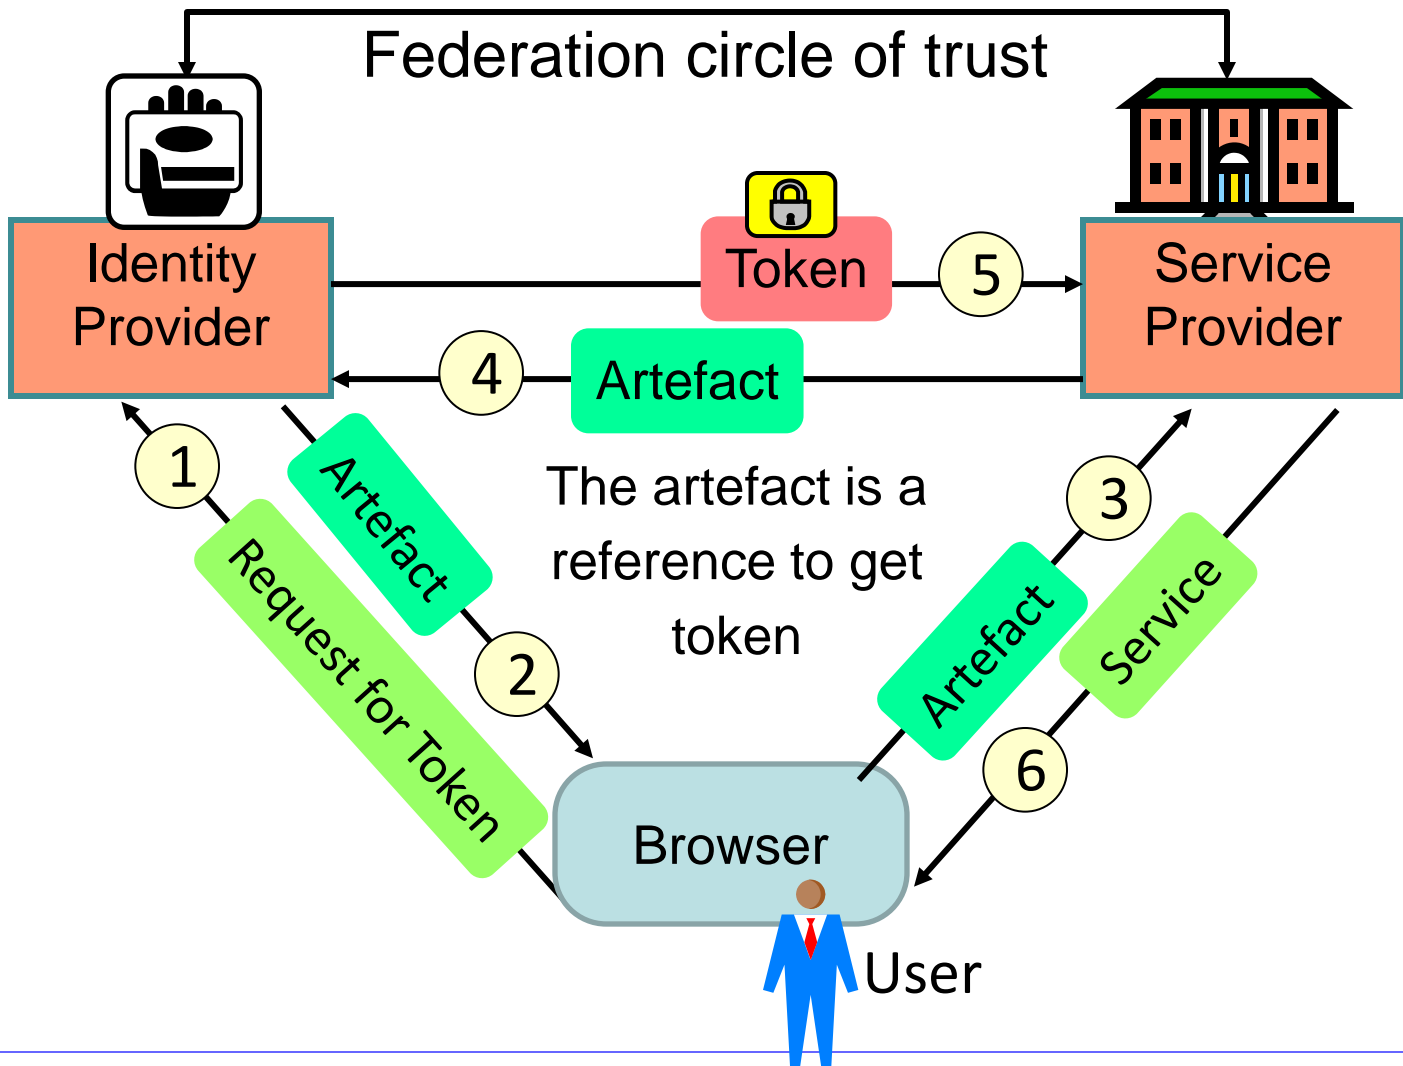 Federation circle of trust
Identity
Provider
Token
5
Service
Provider
4
Artefact
1
Artefact
The artefact is a
reference to get
token
3
Request for Token
2
Artefact
Service
6
Browser
User